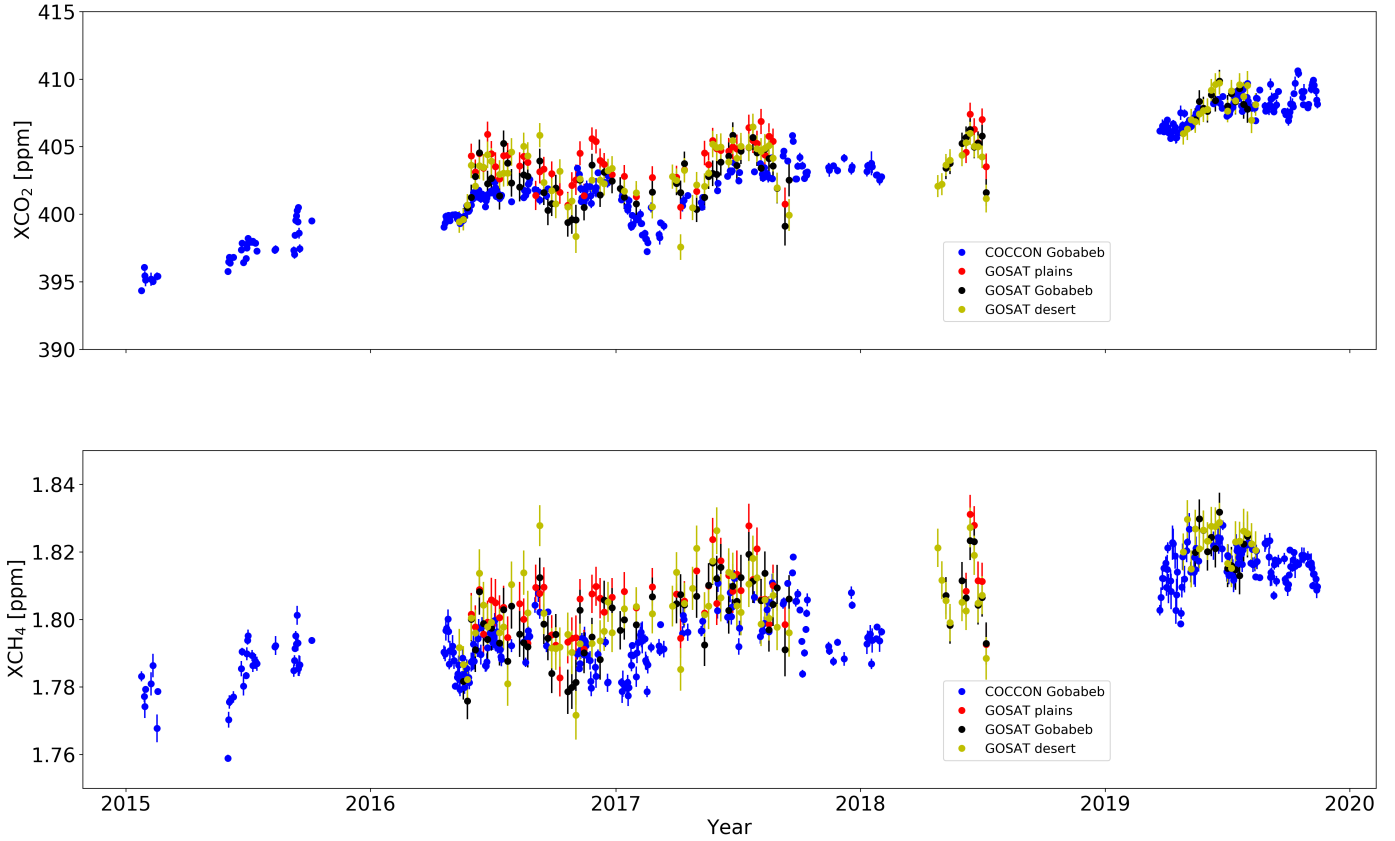 415
410
405
400
395
390
XCO₂ [ppm]
COCCON Gobabeb
GOSAT plains
GOSAT Gobabeb
GOSAT desert
1.84
1.82
1.80
1.78
1.76
XCH₄ [ppm]
COCCON Gobabeb
GOSAT plains
GOSAT Gobabeb
GOSAT desert
2015 2016 2017 2018 2019 2020
Year